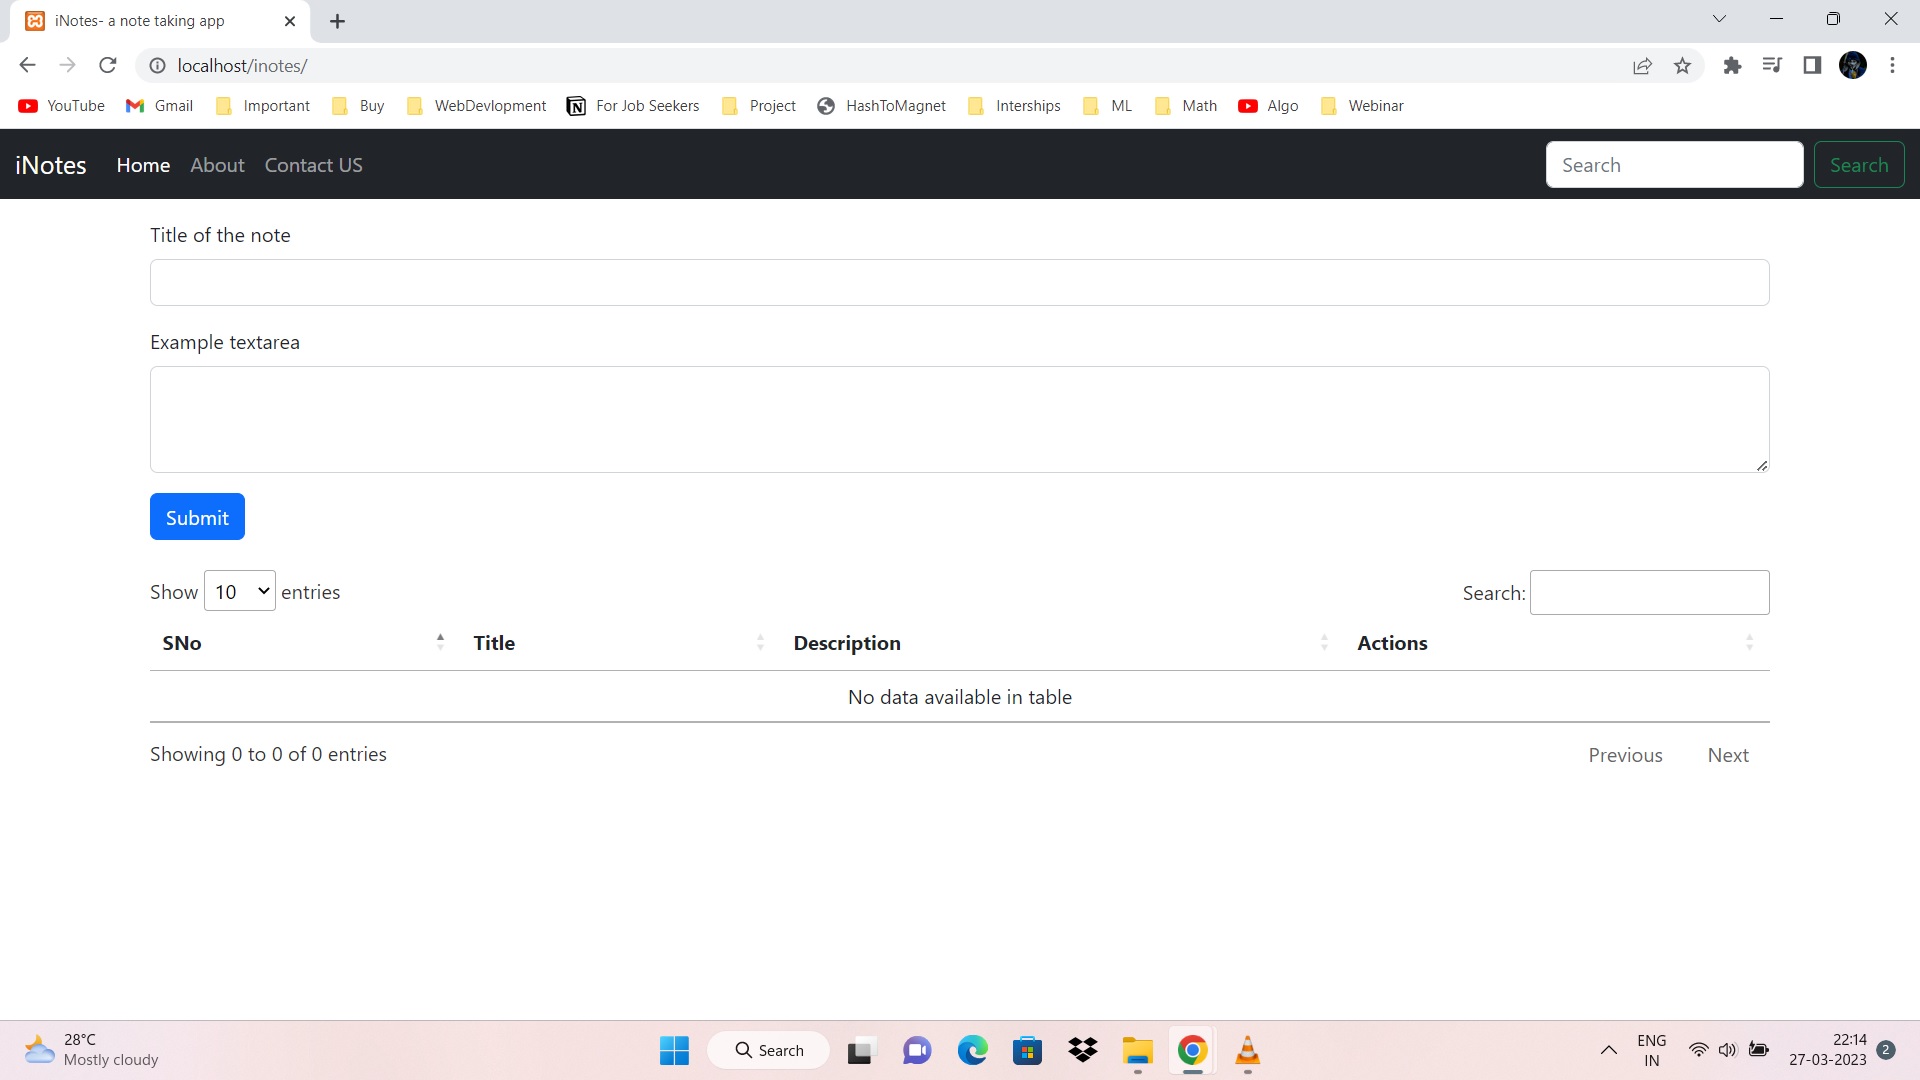 iNotes- a note taking app
localhost/inotes/
YouTube Gmail Important Buy WebDevlopment For Job Seekers Project HashToMagnet Interships ML Math Algo Webinar
iNotes Home About Contact US Search Search
Title of the note
Example textarea
Submit
Show 10 entries Search:
SNo Title Description Actions
No data available in table
Showing 0 to 0 of 0 entries Previous Next
28°C
Mostly cloudy
Search
ENG
IN
22:14
27-03-2023
2